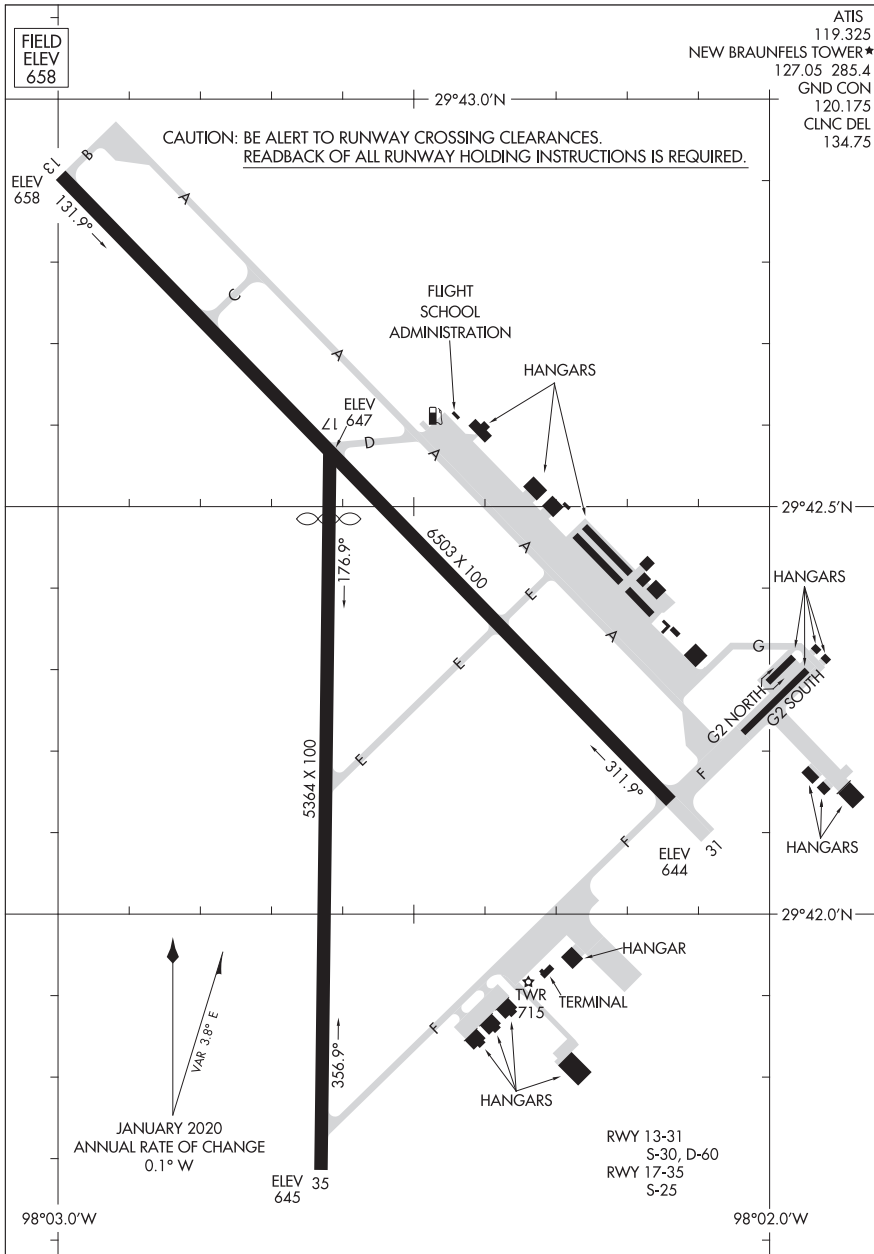 FIELD
ELEV
658
ATIS
119.325
NEW BRAUNFELS TOWER★
127.05 285.4
GND CON
120.175
CLNC DEL
134.75
29°43.0'N
CAUTION: BE ALERT TO RUNWAY CROSSING CLEARANCES.
READBACK OF ALL RUNWAY HOLDING INSTRUCTIONS IS REQUIRED.
13
B
ELEV
658
131.9°
A
C
A
FLIGHT
SCHOOL
ADMINISTRATION
HANGARS
ELEV
647
17
D
A
29°42.5'N
6503 X 100
176.9°
A
E
HANGARS
A
G
E
G2 NORTH
G2 SOUTH
5364 X 100
E
311.9°
F
F
ELEV
644
31
HANGARS
29°42.0'N
HANGAR
TWR
715
TERMINAL
F
VAR 3.8° E
356.9°
HANGARS
JANUARY 2020
ANNUAL RATE OF CHANGE
0.1° W
RWY 13-31
S-30, D-60
RWY 17-35
S-25
ELEV
645
35
98°03.0'W
98°02.0'W